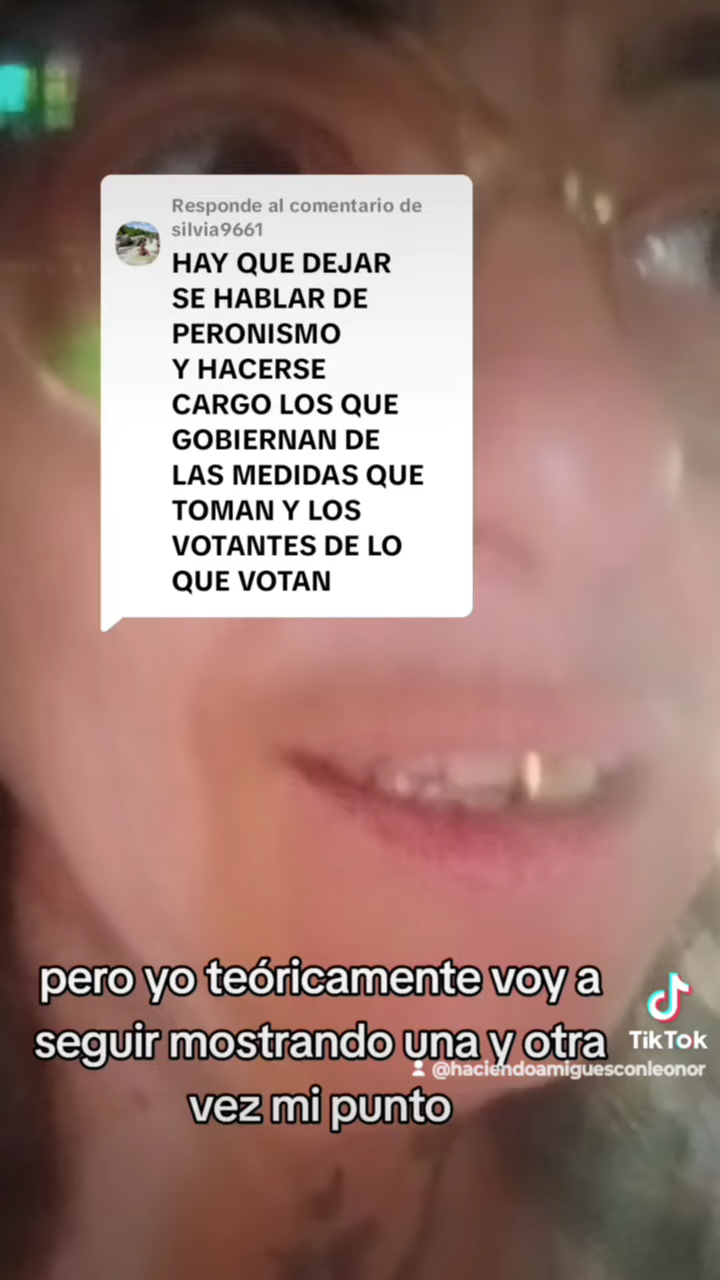 Responde al comentario de
silvia9661
HAY QUE DEJAR
SE HABLAR DE
PERONISMO
Y HACERSE
CARGO LOS QUE
GOBIERNAN DE
LAS MEDIDAS QUE
TOMAN Y LOS
VOTANTES DE LO
QUE VOTAN
pero yo teóricamente voy a
seguir mostrando una y otra
vez mi punto
TikTok
@haciendoamiguesconleonor